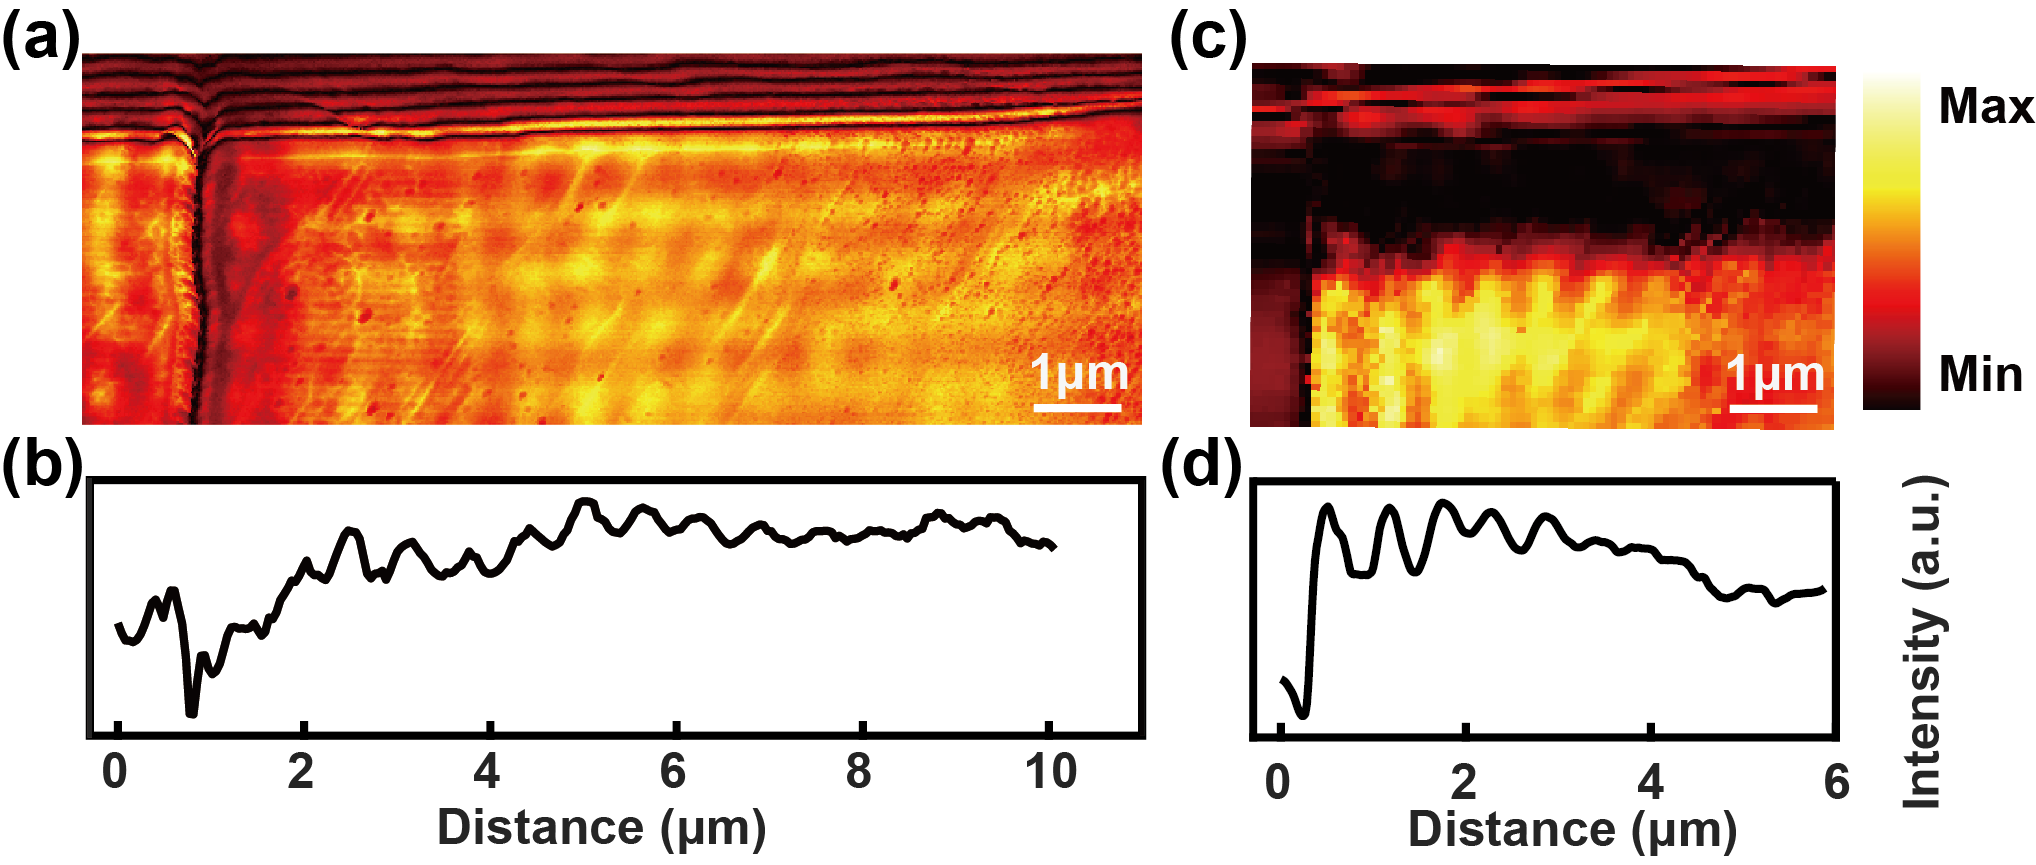 (a)
1μm
(b)
0 2 4 6 8 10
Distance (μm)
(c)
1μm
Max
Min
(d)
0 2 4 6
Distance (μm)
Intensity (a.u.)